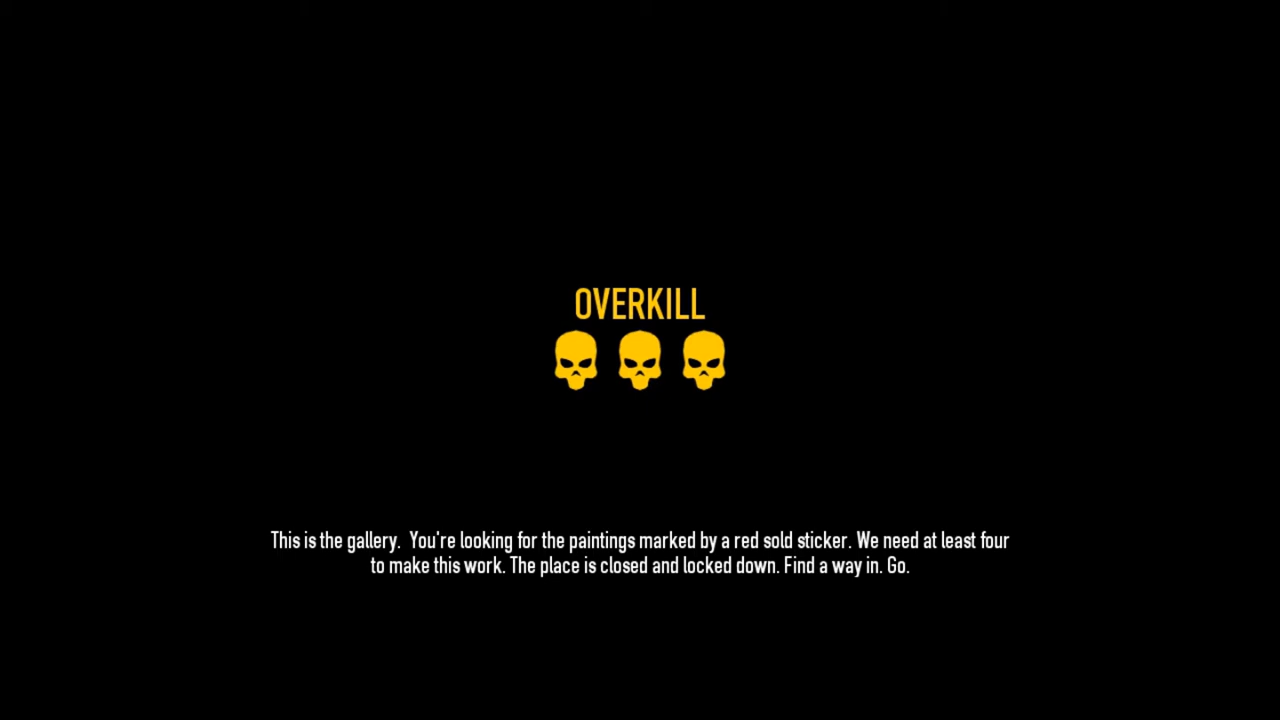 OVERKILL
This is the gallery.  You're looking for the paintings marked by a red sold sticker. We need at least four
to make this work. The place is closed and locked down. Find a way in. Go.